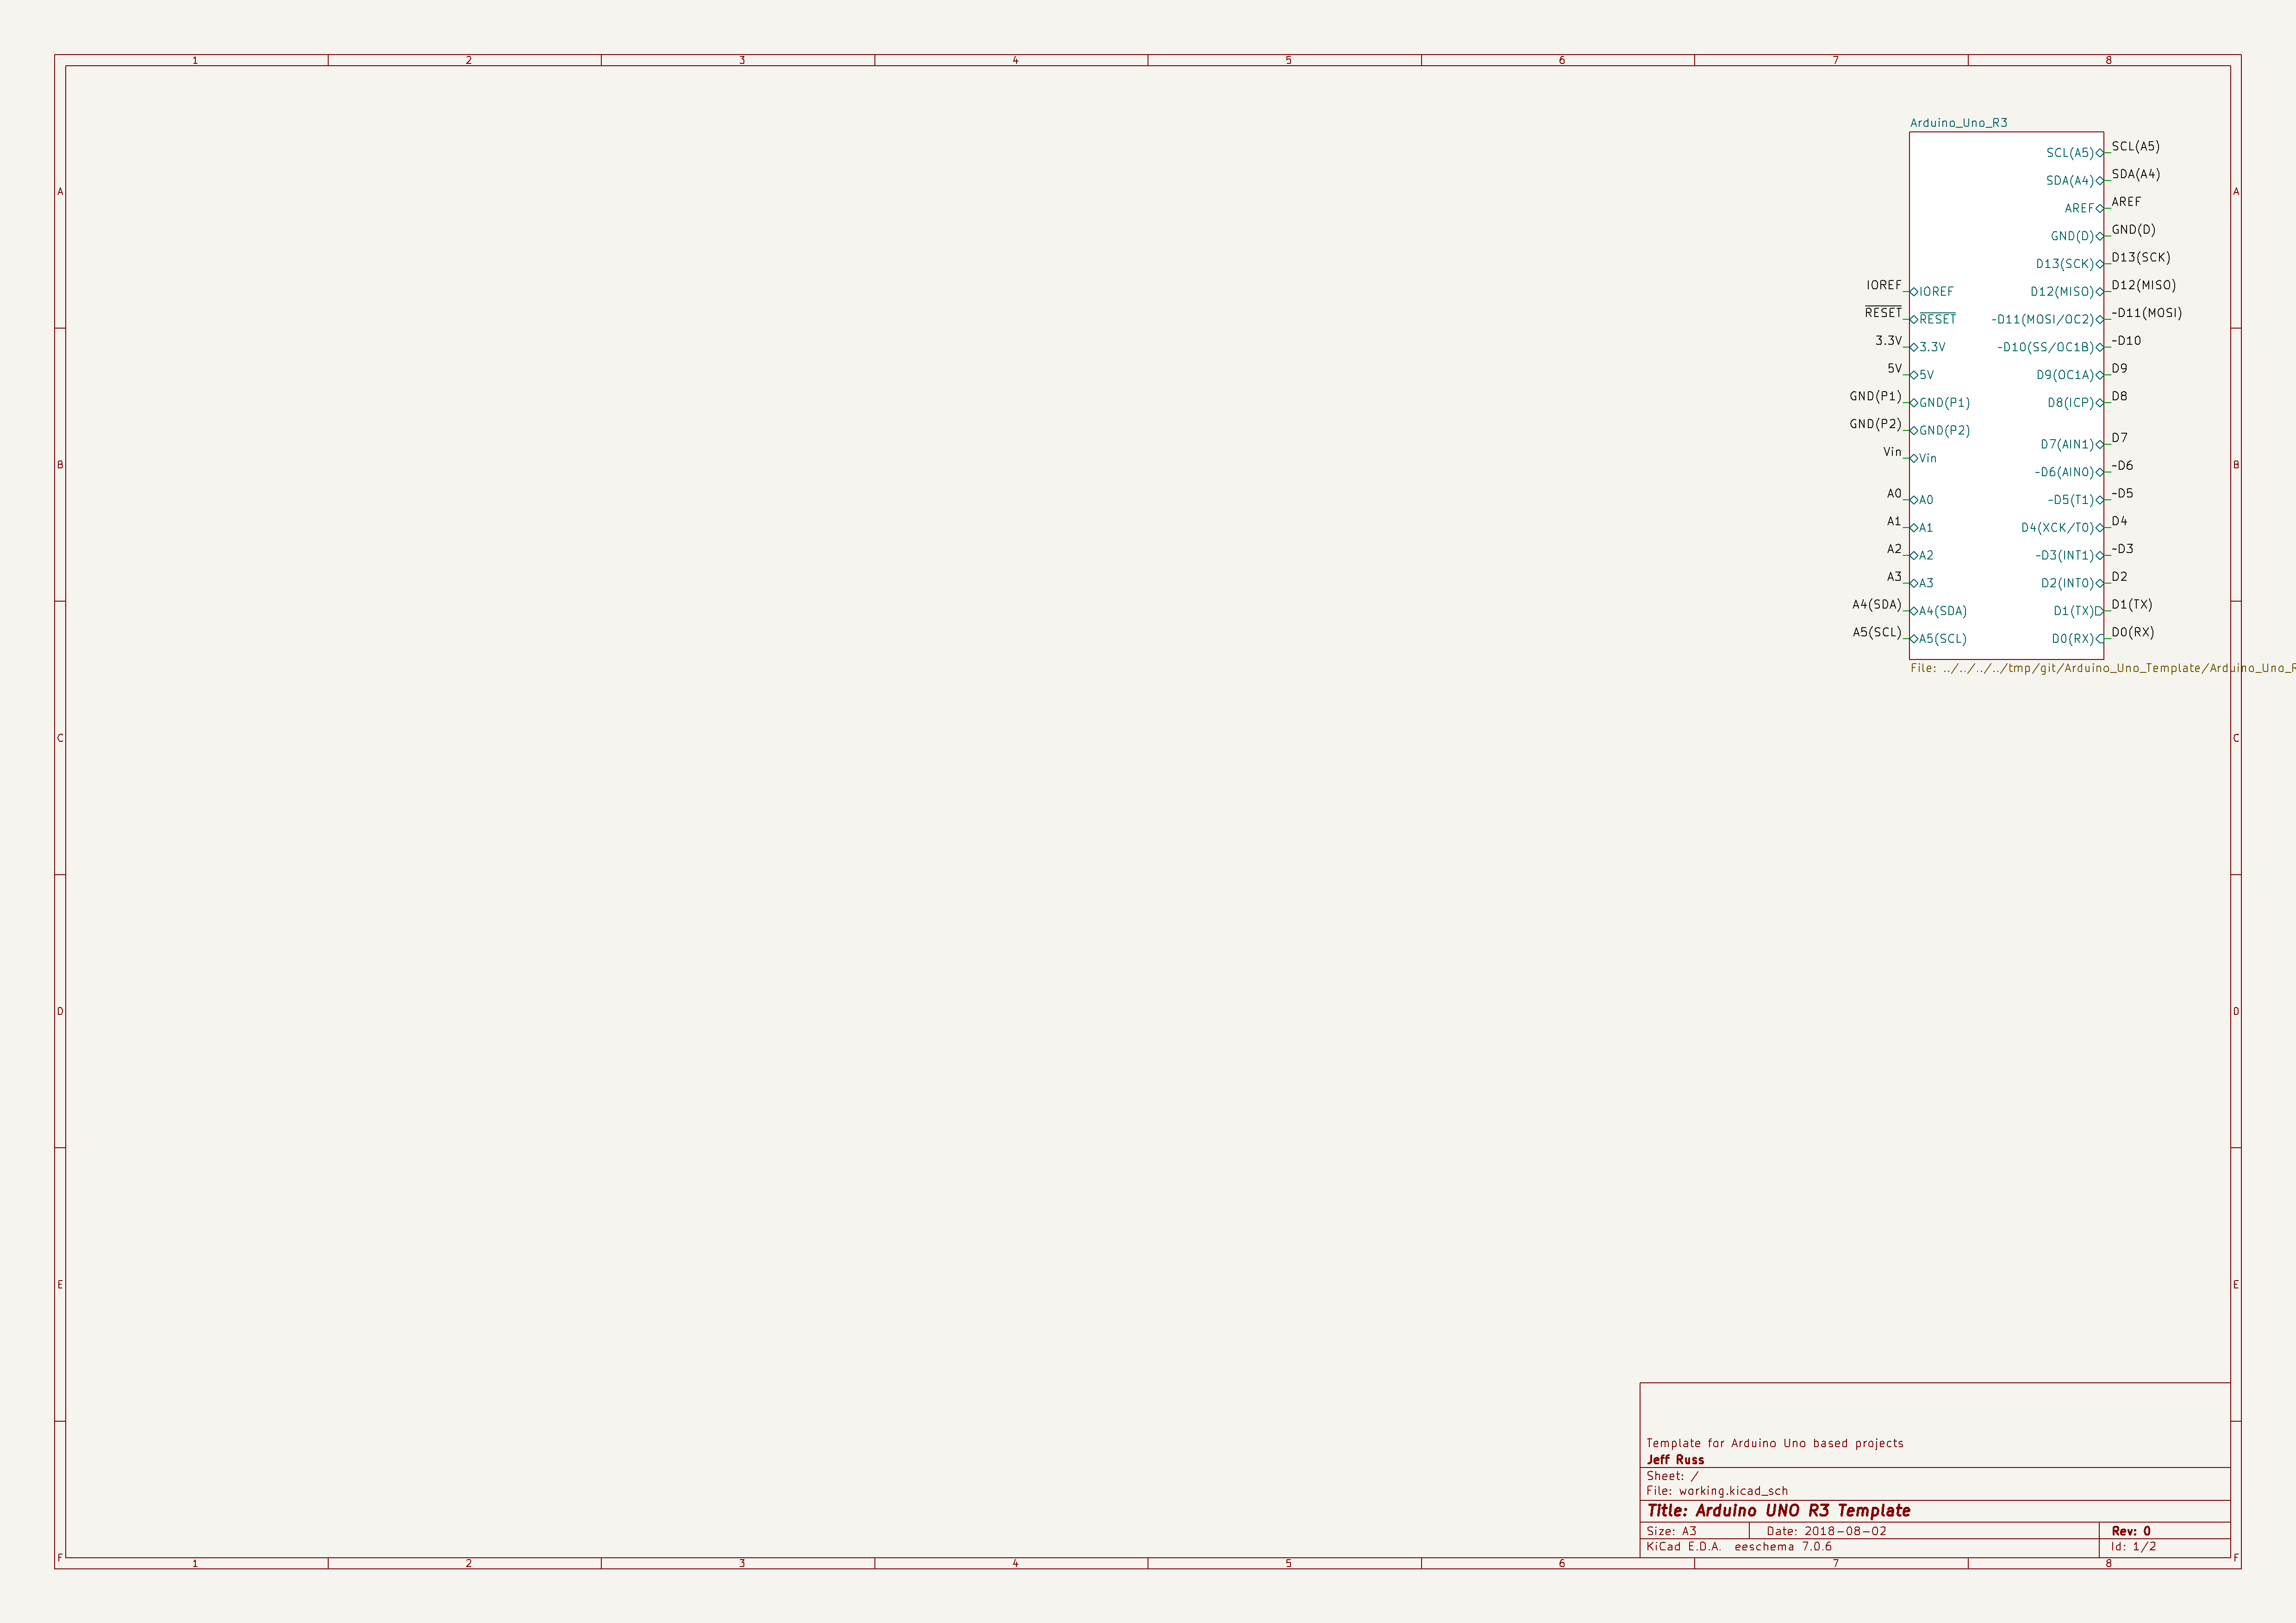 1 2 3 4 5 6 7 8
Arduino_Uno_R3
SCL(A5) SCL(A5)
A SDA(A4) SDA(A4) A
AREF AREF
GND(D) GND(D)
D13(SCK) D13(SCK)
IOREF IOREF D12(MISO) D12(MISO)
RESET RESET ~D11(MOSI/OC2) ~D11(MOSI)
3.3V 3.3V ~D10(SS/OC1B) ~D10
5V 5V D9(OC1A) D9
GND(P1) GND(P1) D8(ICP) D8
GND(P2) GND(P2)
D7(AIN1) D7
Vin Vin
B ~D6(AIN0) ~D6 B
A0 A0 ~D5(T1) ~D5
A1 A1 D4(XCK/T0) D4
A2 A2 ~D3(INT1) ~D3
A3 A3 D2(INT0) D2
A4(SDA) A4(SDA) D1(TX) D1(TX)
A5(SCL) A5(SCL) D0(RX) D0(RX)
File: ../../../../tmp/git/Arduino_Uno_Template/Arduino_Uno_R
C C
D D
E E
Template for Arduino Uno based projects
Jeff Russ
Sheet: /
File: working.kicad_sch
Title: Arduino UNO R3 Template
Size: A3 Date: 2018-08-02 Rev: 0
KiCad E.D.A. eeschema 7.0.6 Id: 1/2
F F
1 2 3 4 5 6 7 8